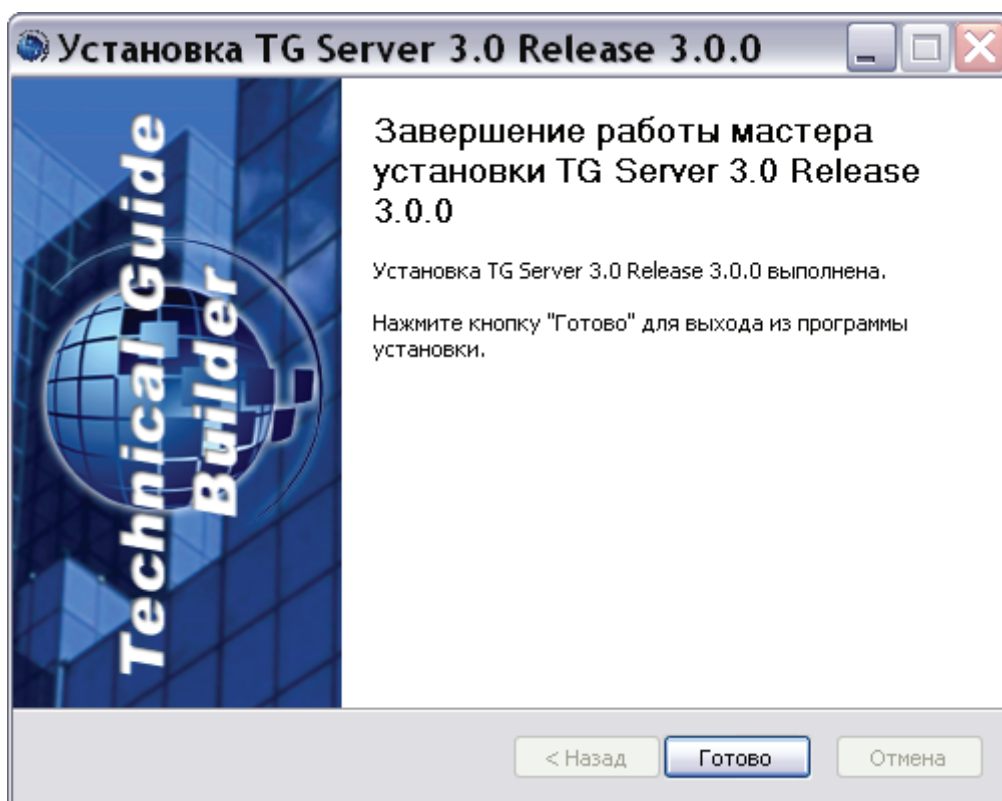 Установка TG Server 3.0 Release 3.0.0
Technical Guide
Builder
Завершение работы мастера
установки TG Server 3.0 Release
3.0.0
Установка TG Server 3.0 Release 3.0.0 выполнена.
Нажмите кнопку "Готово" для выхода из программы
установки.
< Назад
Готово
Отмена